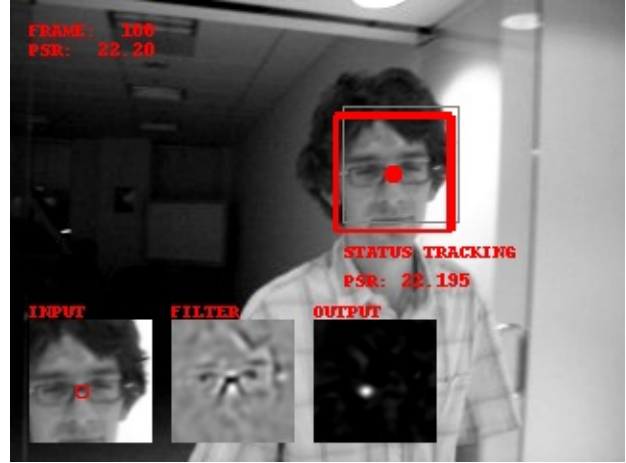 FRAME: 100
PSR: 22.20
STATUS TRACKING
PSR: 22.195
INPUT FILTER OUTPUT